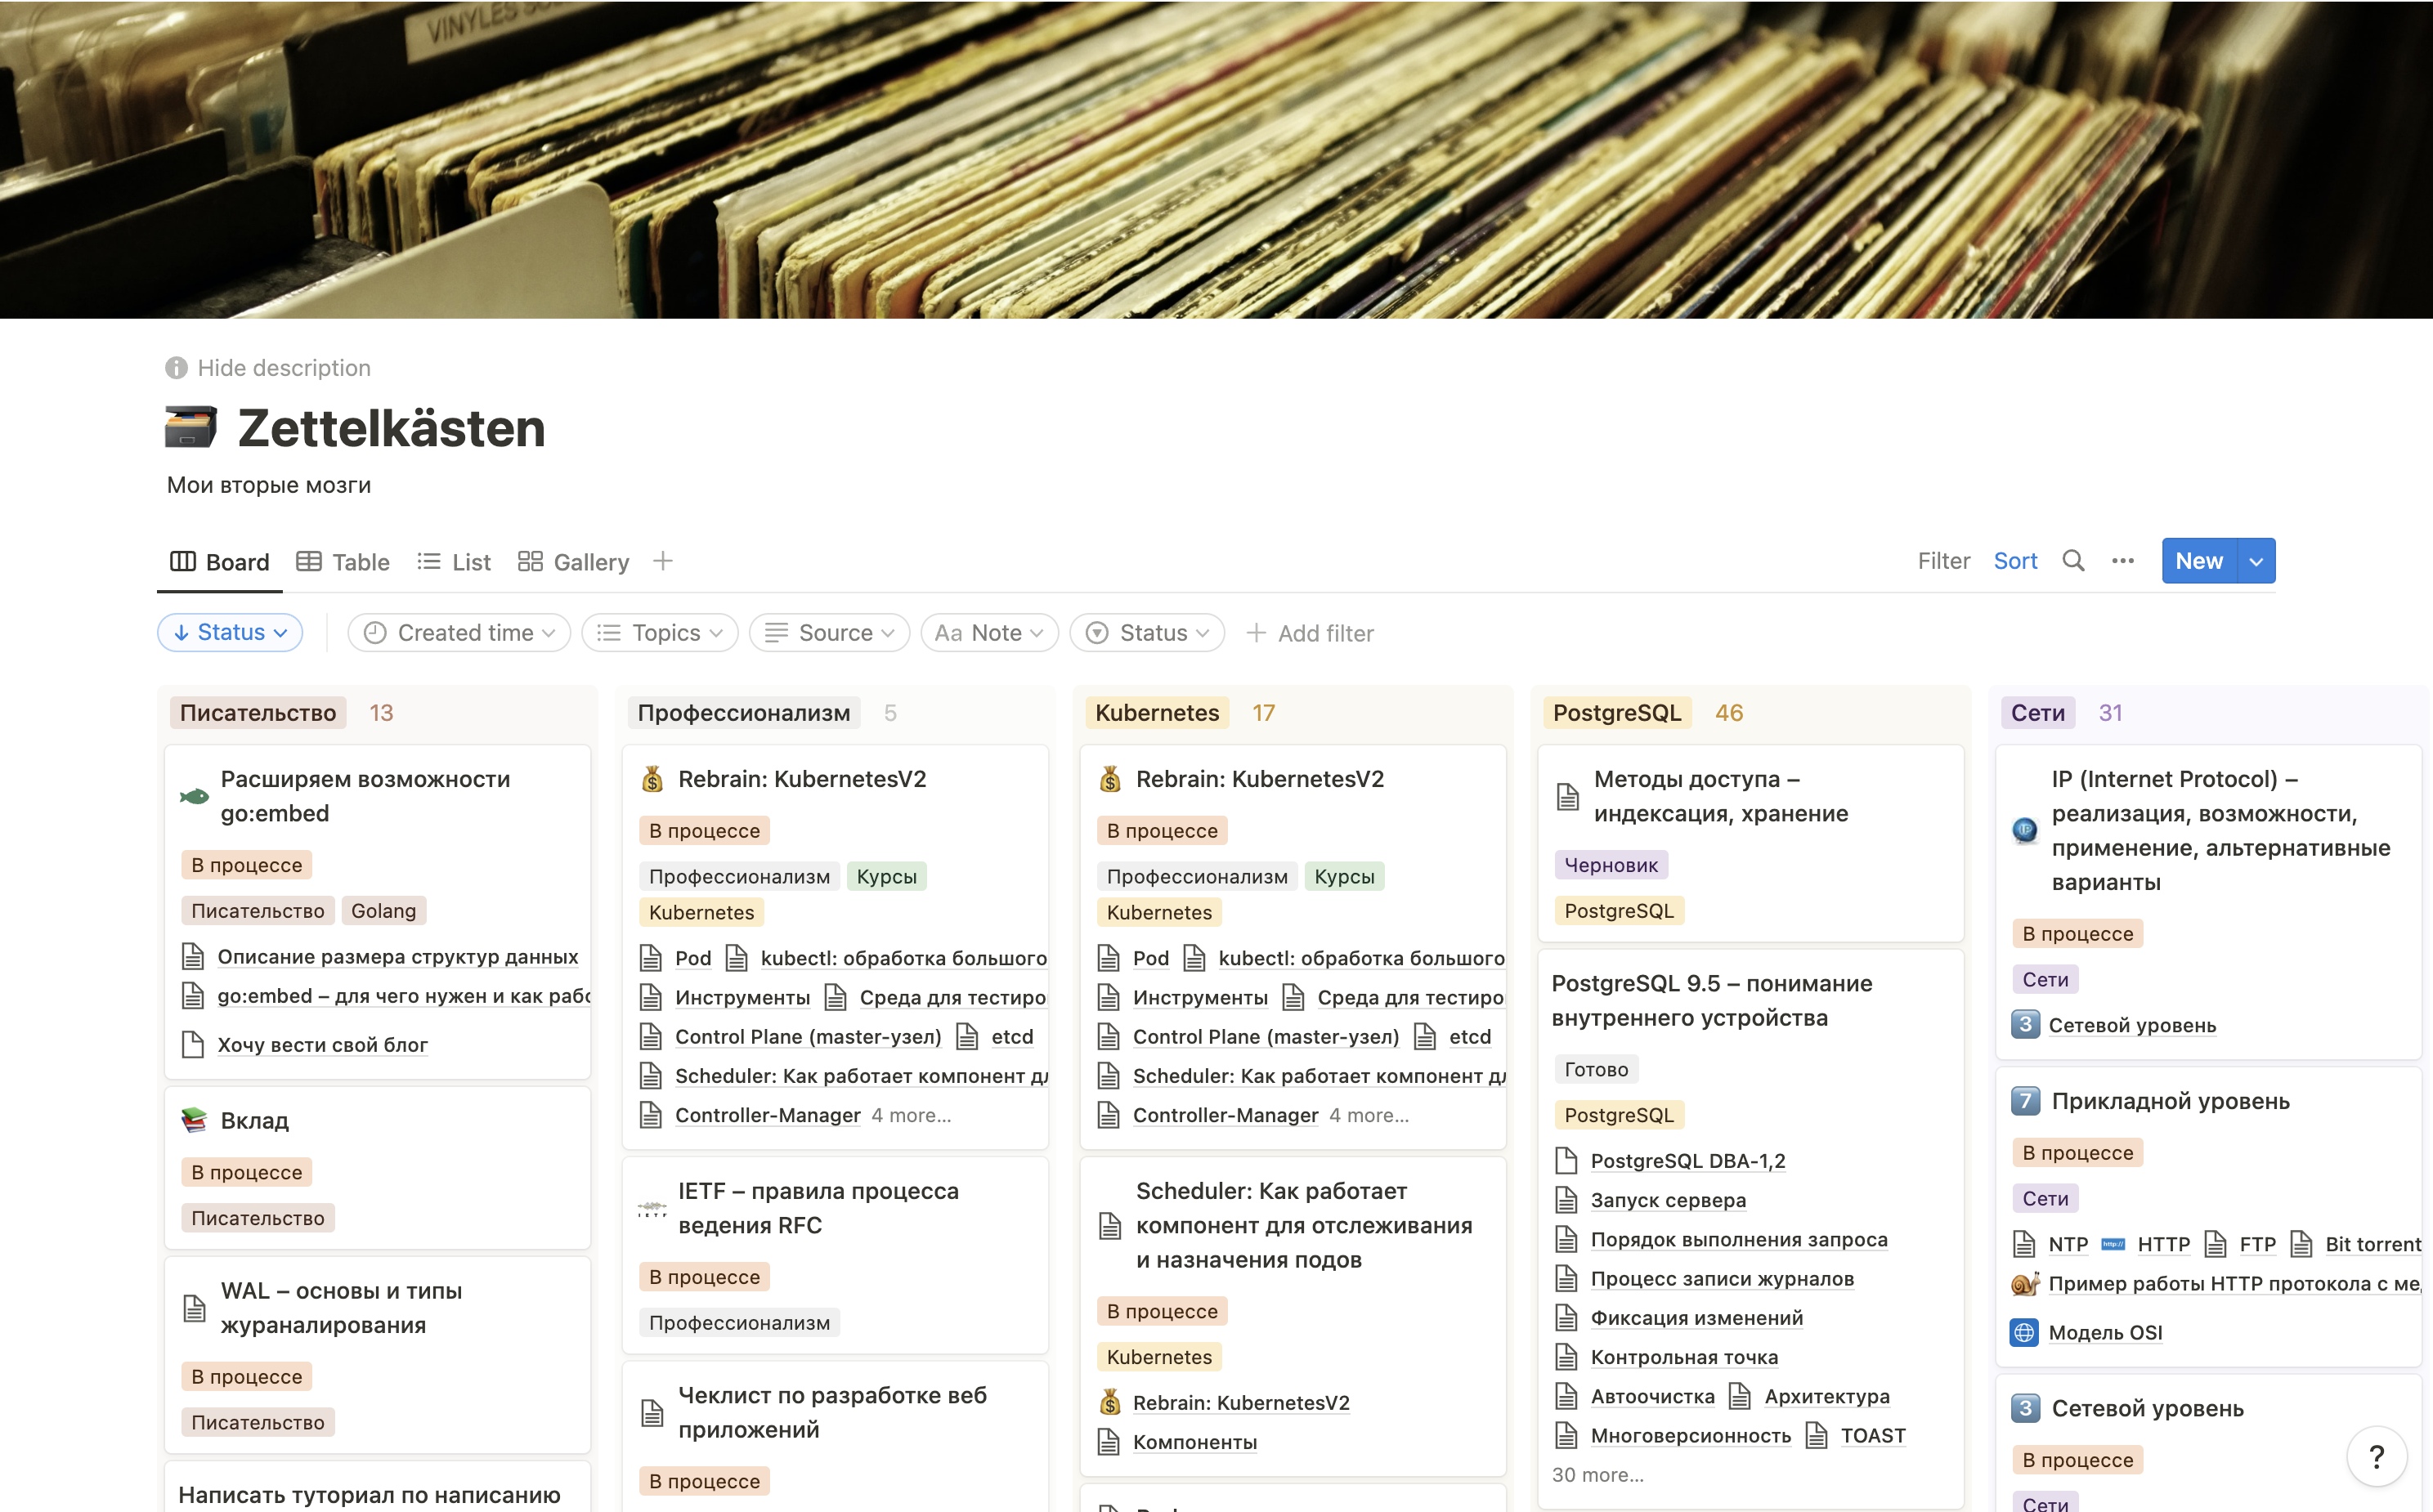 VINYLES
Hide description
Zettelkästen
Мои вторые мозги
Board Table List Gallery
Filter Sort New
Status Created time Topics Source Aa Note Status Add filter
Писательство 13
Расширяем возможности
go:embed
В процессе
Писательство Golang
Описание размера структур данных
go:embed – для чего нужен и как рабо
Хочу вести свой блог
Вклад
В процессе
Писательство
WAL – основы и типы
жураналирования
В процессе
Писательство
Написать туториал по написанию
Профессионализм 5
Rebrain: KubernetesV2
В процессе
Профессионализм Курсы
Kubernetes
Pod kubectl: обработка большого
Инструменты Среда для тестиро
Control Plane (master-узел) etcd
Scheduler: Как работает компонент дл
Controller-Manager 4 more...
IETF – правила процесса
ведения RFC
В процессе
Профессионализм
Чеклист по разработке веб
приложений
В процессе
Kubernetes 17
Rebrain: KubernetesV2
В процессе
Профессионализм Курсы
Kubernetes
Pod kubectl: обработка большого
Инструменты Среда для тестиро
Control Plane (master-узел) etcd
Scheduler: Как работает компонент дл
Controller-Manager 4 more...
Scheduler: Как работает
компонент для отслеживания
и назначения подов
В процессе
Kubernetes
Rebrain: KubernetesV2
Компоненты
PostgreSQL 46
Методы доступа –
индексация, хранение
Черновик
PostgreSQL
PostgreSQL 9.5 – понимание
внутреннего устройства
Готово
PostgreSQL
PostgreSQL DBA-1,2
Запуск сервера
Порядок выполнения запроса
Процесс записи журналов
Фиксация изменений
Контрольная точка
Автоочистка Архитектура
Многоверсионность TOAST
30 more...
Сети 31
IP (Internet Protocol) –
реализация, возможности,
применение, альтернативные
варианты
В процессе
Сети
3 Сетевой уровень
7 Прикладной уровень
В процессе
Сети
NTP HTTP FTP Bit torrent
Пример работы HTTP протокола с ме
Модель OSI
3 Сетевой уровень
В процессе
Сети
?